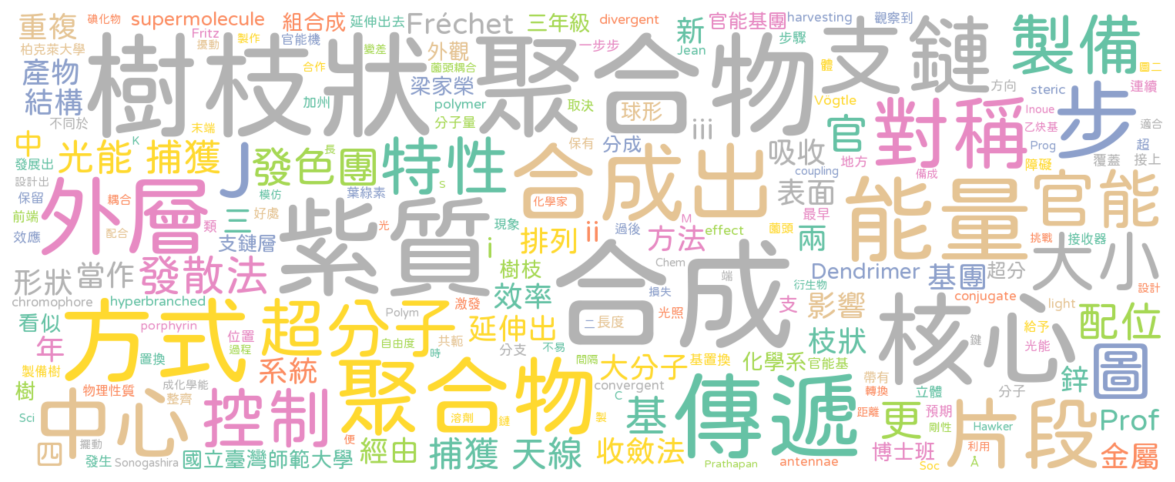 重複 碘化物 supermolecule 組合成 延伸出去 Fréchet 三年級 divergent 新 官能基團 harvesting 觀察到
柏克萊大學 Fritz 擾動 製作 官能機 變差 外觀 一步步 Jean 步驟 支鏈 製備
產物 樹枝狀 聚合物 合作 菌頭耦合 梁家榮 體 方向 圖二 連續
結構 加州 polymer 取決 球形 Vögtle steric Inoue 步
不同於 末端 分子量 iii 官 對稱 乙炔基 適合
中 K 光能 捕獲 J 發色團 特性 保有 分成 吸收 地方 Prog 超
發展出 合成出 coupling 障礙 覆蓋 接上
設計出 外層 保留 模仿 葉綠素 S 長 化學家 表面 備成 能量 官能
前端 耦合 三 好處 紫質 現象 M 最早 兩
效應 配合 類 支鏈層 光 i 排列 ii 過後 方法 effect 菌頭 挑戰 接收器
形狀 當作 發散法 樹枝 合成 Chem 端 Dendrimer 基團 超分 大小
chromophore hyperbranched 效率 衍生物 conjugate 設計
看似 方式 超分子 激發 Polym 延伸出 二 長度 損失 光照 支 影響 light 核心 配位
年 porphyrin 位置 過程 置換 自由度 時 共範 分支 不易 間隔 大分子 基置換 化學系 枝狀 官能基 給予 光能 鍵 鋅 圖
製備樹 系統 聚合物 convergent C 傳遞 帶有 轉換 立體
樹 物理性質 成化學能 整齊 基 更 預期 分子
Sci 中心 控制 溶劑 鏈 製 距離 剛性 Hawker 片段 Prof
四 擺動 便 經由 捕獲 天線 收斂法 博士班 利用
發生 Sonogashira 國立臺灣師範大學 Prathapan antennae Soc Å 金屬